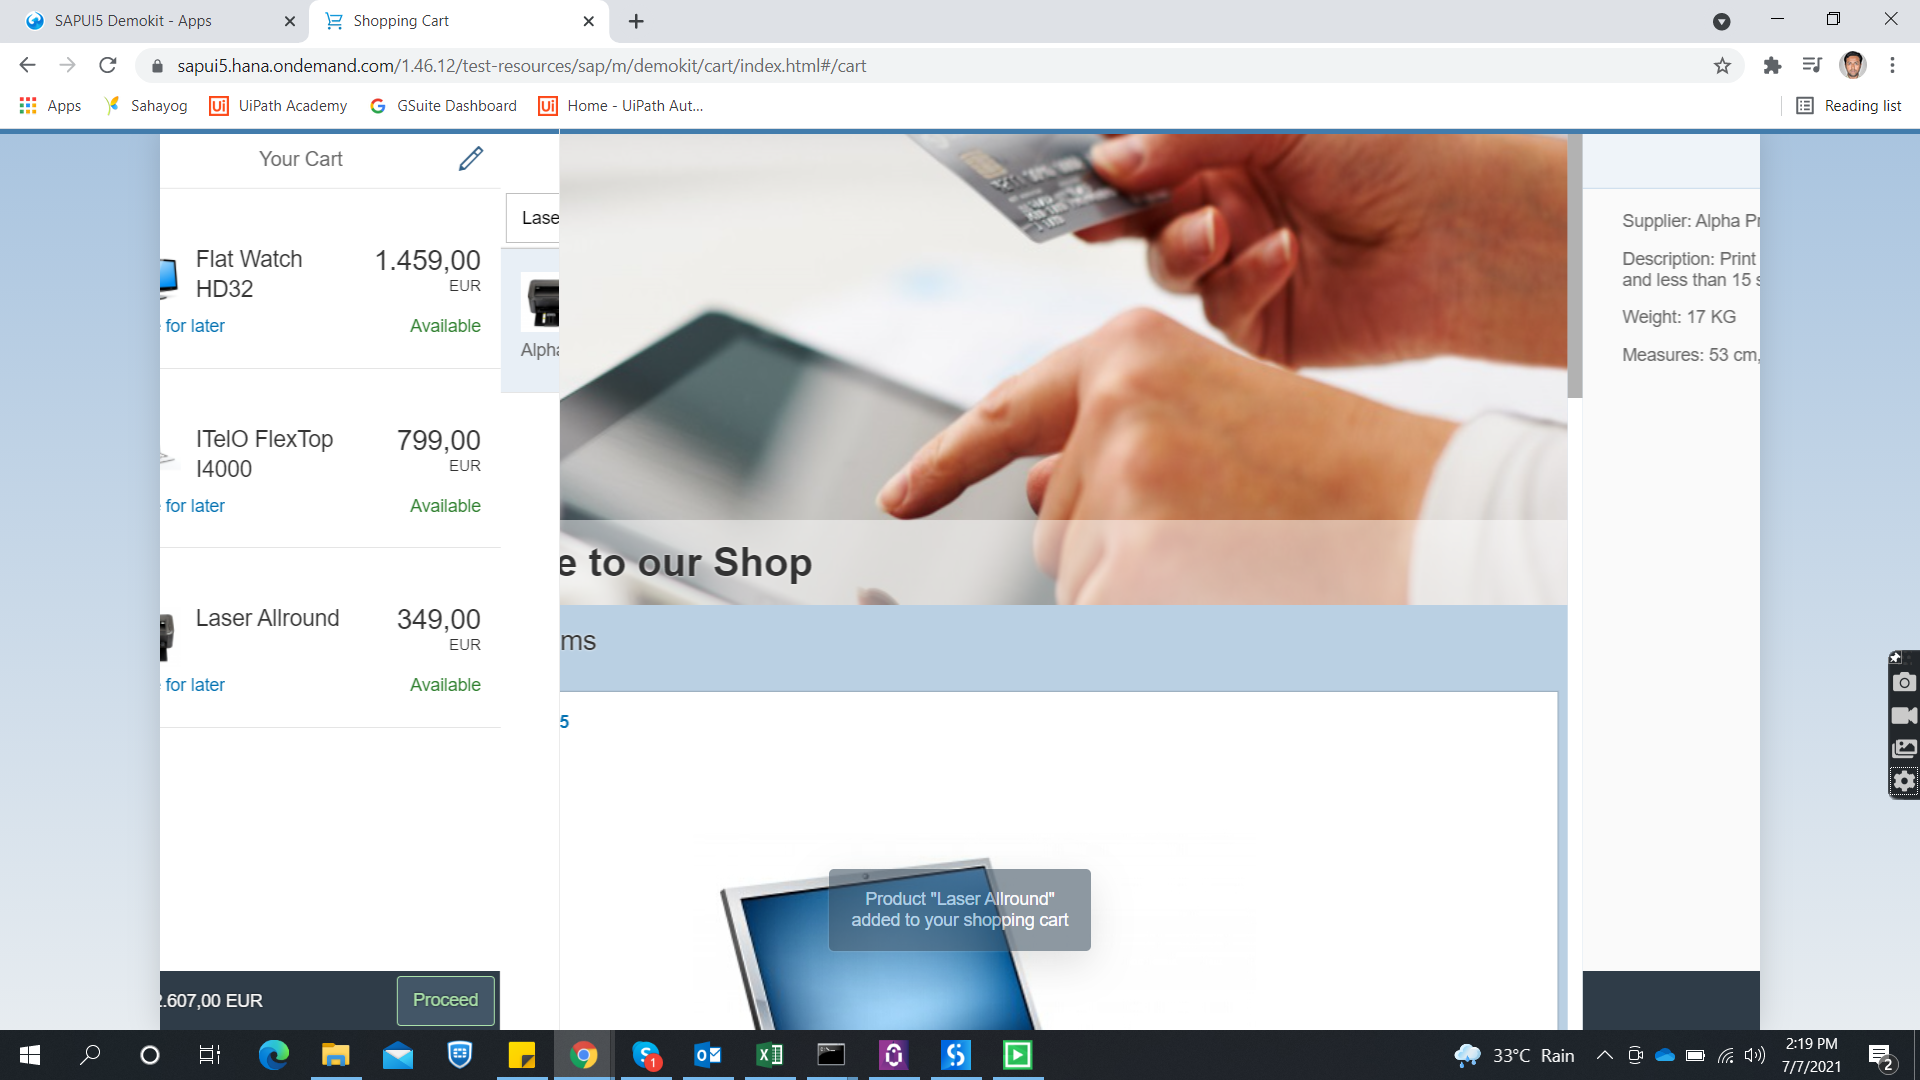 SAPUI5 Demokit - Apps
Shopping Cart
sapui5.hana.ondemand.com/1.46.12/test-resources/sap/m/demokit/cart/index.html#/cart
Apps
Sahayog
UiPath Academy
GSuite Dashboard
Home - UiPath Aut...
Reading list
Your Cart
Flat Watch
HD32
1.459,00
EUR
for later
Available
ITelO FlexTop
I4000
799,00
EUR
for later
Available
Laser Allround
349,00
EUR
for later
Available
.607,00 EUR
Proceed
Lase
Alpha
e to our Shop
ms
5
Product "Laser Allround"
added to your shopping cart
Supplier: Alpha Pr
Description: Print
and less than 15 s
Weight: 17 KG
Measures: 53 cm,
1
33°C Rain
2:19 PM
7/7/2021
2